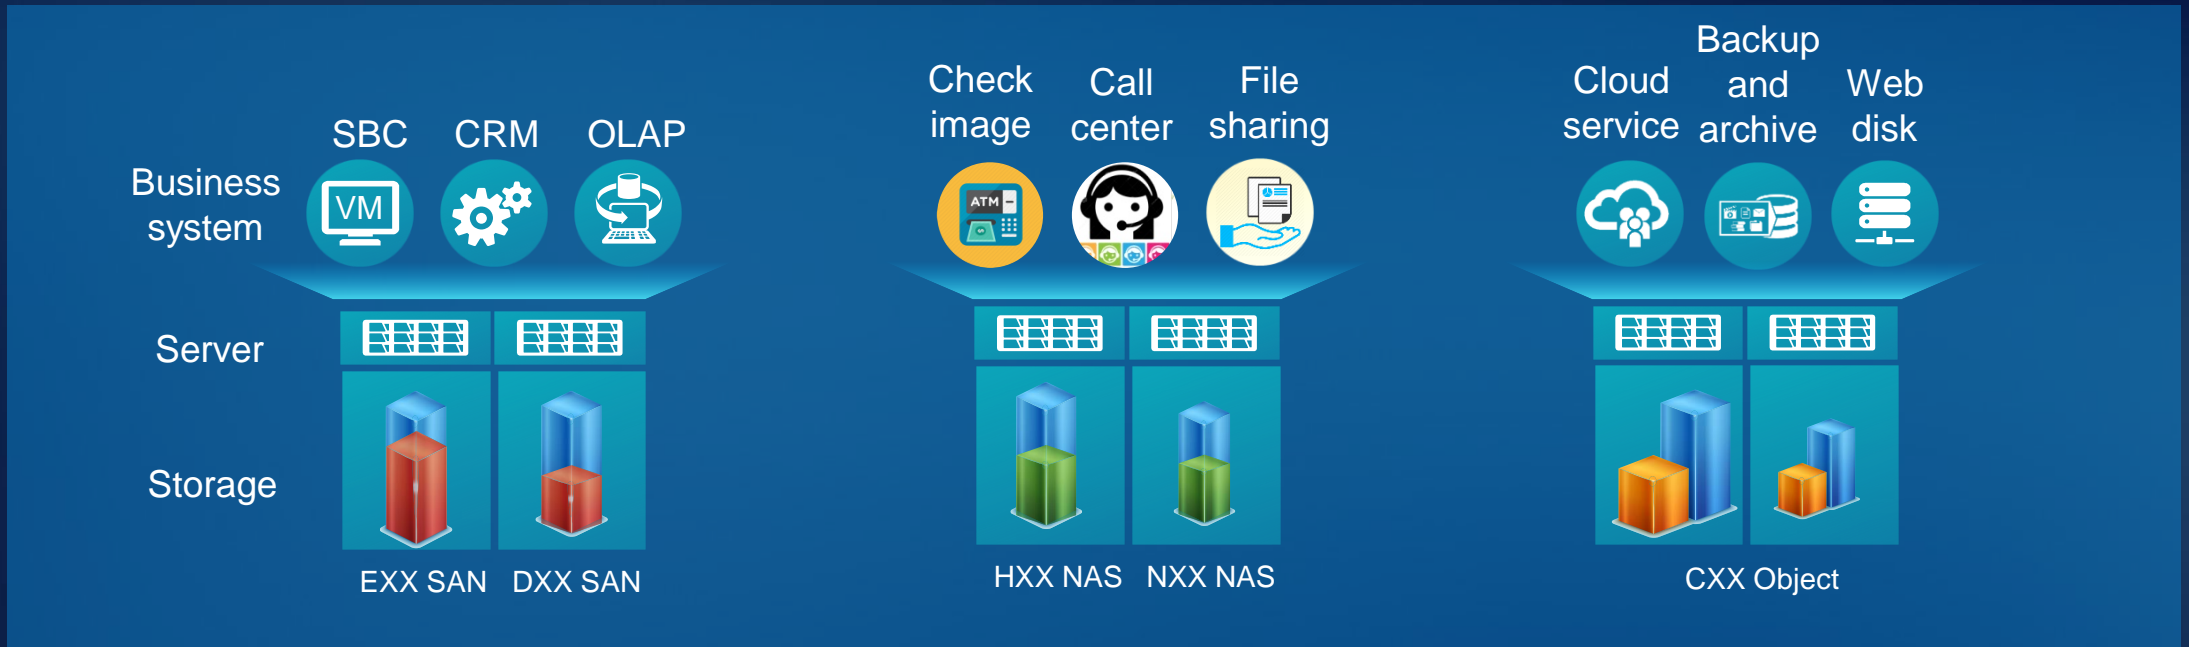 Business
system
SBC
CRM
OLAP
VM
Check
image
Call
center
File
sharing
ATM
Cloud
service
Backup
and
archive
Web
disk
Server
Storage
EXX SAN
DXX SAN
HXX NAS
NXX NAS
CXX Object